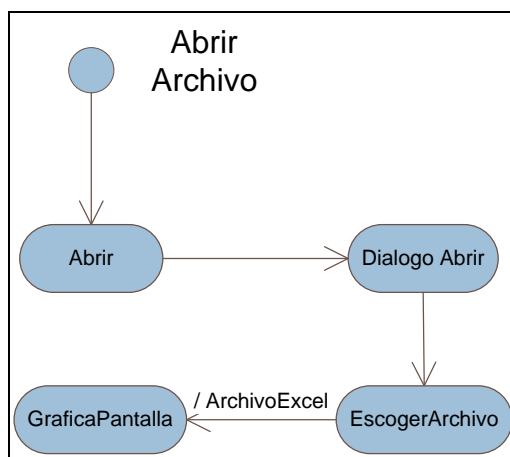 Abrir
Archivo
Abrir
Dialogo Abrir
/ ArchivoExcel
GraficaPantalla
EscogerArchivo